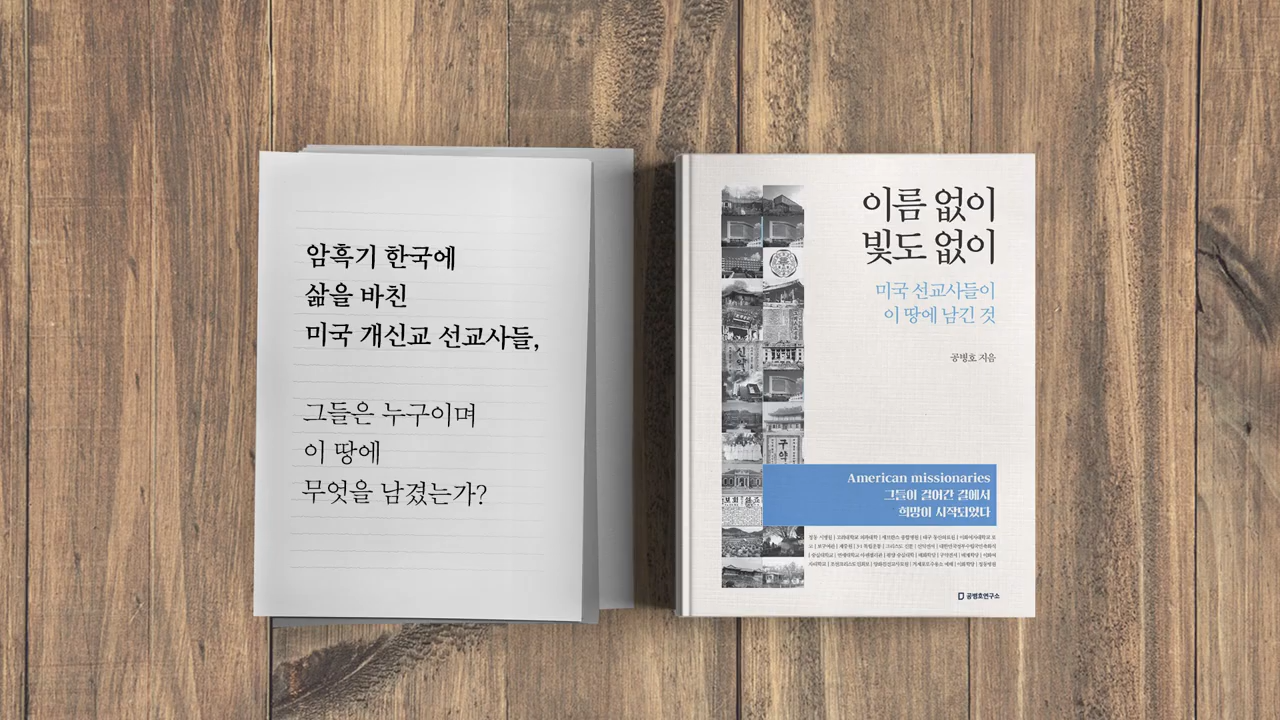 암흑기 한국에
삶을 바친
미국 개신교 선교사들,
그들은 누구이며
이 땅에
무엇을 남겼는가?
이름 없이
빛도 없이
미국 선교사들이
이 땅에 남긴 것
공병호 지음
신약
구약
American missionaries
그들이 걸어간 길에서
희망이 시작되었다
공병호연구소